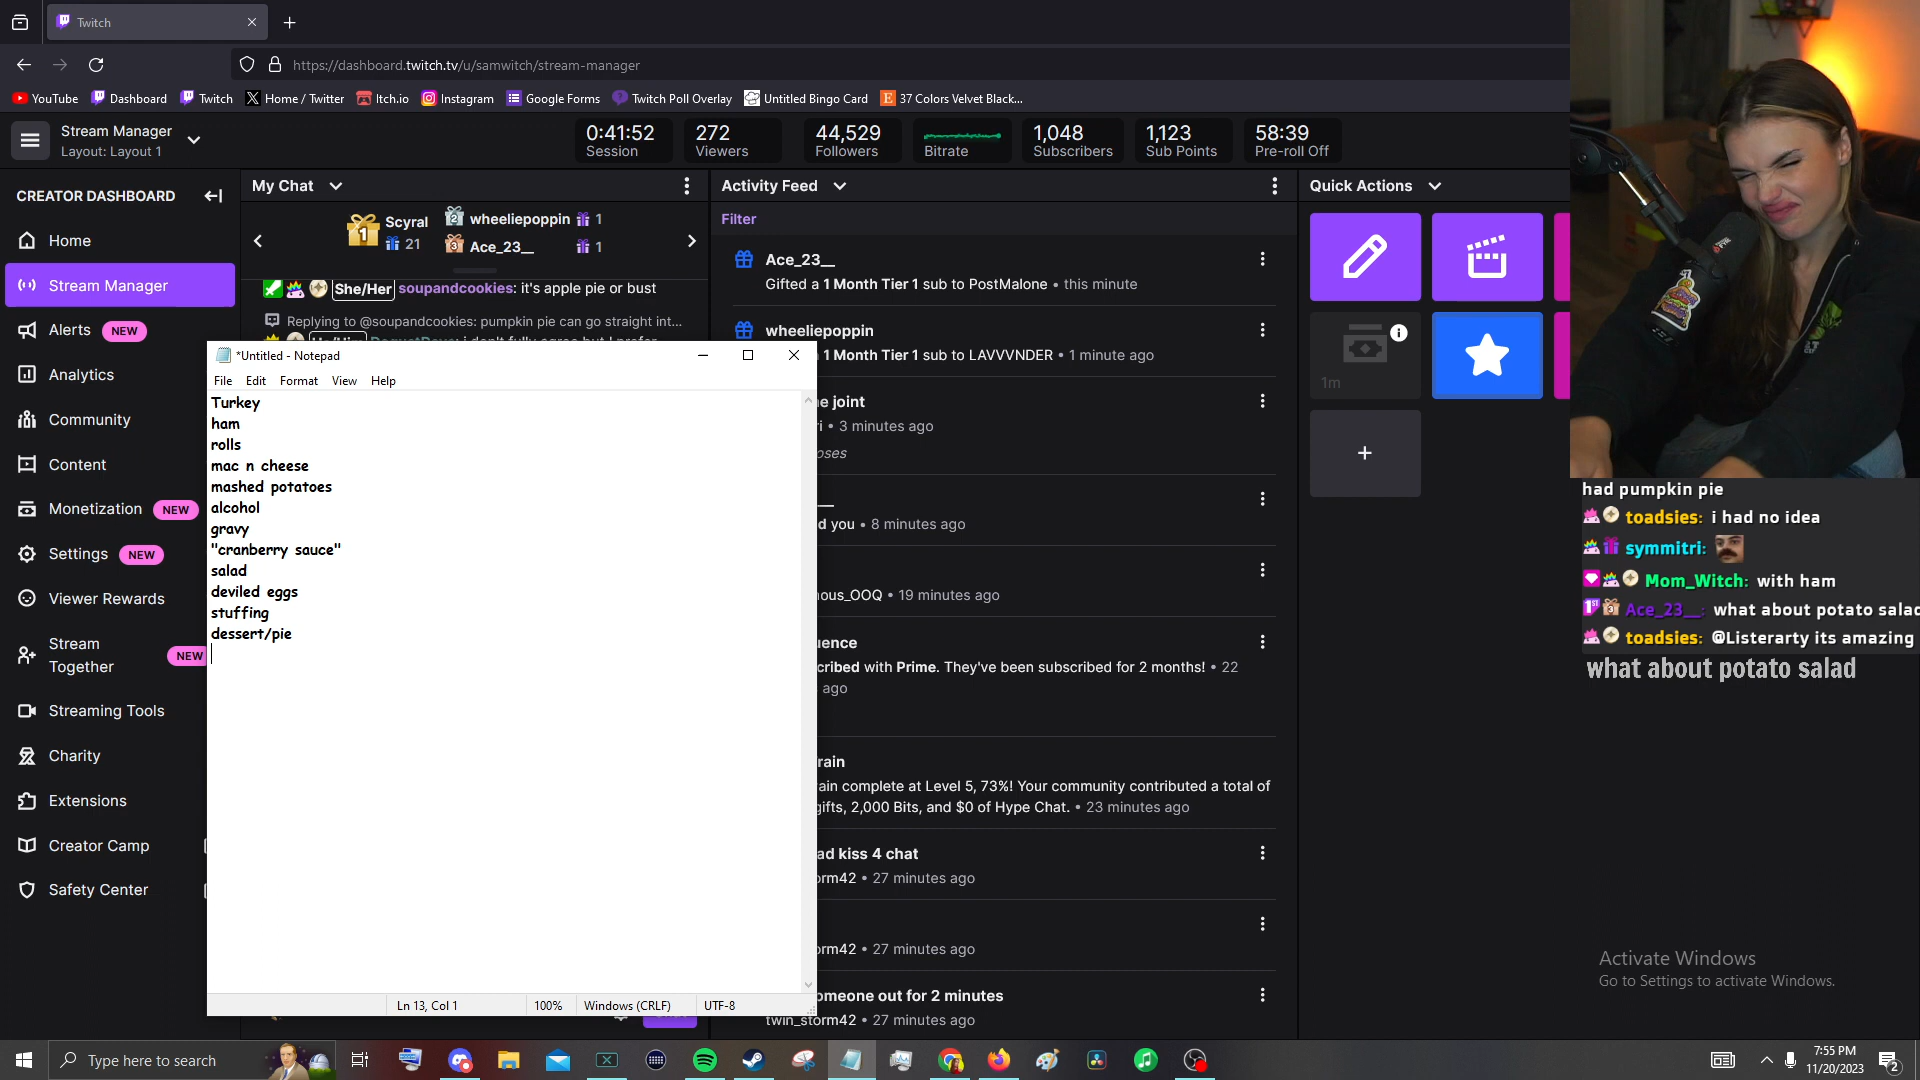 Twitch
https://dashboard.twitch.tv/u/samwitch/stream-manager
YouTube Dashboard Twitch Home / Twitter Itch.io Instagram Google Forms Twitch Poll Overlay Untitled Bingo Card 37 Colors Velvet Black...
Stream Manager
Layout: Layout 1
0:41:52
Session
272
Viewers
44,529
Followers
Bitrate
1,048
Subscribers
1,123
Sub Points
58:39
Pre-roll Off
CREATOR DASHBOARD
Home
Stream Manager
Alerts NEW
Analytics
Community
Content
Monetization NEW
Settings NEW
Viewer Rewards
Stream
Together NEW
Streaming Tools
Charity
Extensions
Creator Camp
Safety Center
My Chat
1 Scyral
21
2 wheeliepoppin 1
3 Ace_23__ 1
She/Her soupandcookies: it's apple pie or bust
Replying to @soupandcookies: pumpkin pie can go straight int...
*Untitled - Notepad
File Edit Format View Help
Turkey
ham
rolls
mac n cheese
mashed potatoes
alcohol
gravy
"cranberry sauce"
salad
deviled eggs
stuffing
dessert/pie
Ln 13, Col 1 100% Windows (CRLF) UTF-8
Activity Feed
Filter
Ace_23__
Gifted a 1 Month Tier 1 sub to PostMalone • this minute
wheeliepoppin
1 Month Tier 1 sub to LAVVVNDER • 1 minute ago
e joint
ri • 3 minutes ago
oses
d you • 8 minutes ago
ous_OOQ • 19 minutes ago
uence
cribed with Prime. They've been subscribed for 2 months! • 22
ago
rain
ain complete at Level 5, 73%! Your community contributed a total of
gifts, 2,000 Bits, and $0 of Hype Chat. • 23 minutes ago
ad kiss 4 chat
orm42 • 27 minutes ago
orm42 • 27 minutes ago
omeone out for 2 minutes
twin_storm42 • 27 minutes ago
Quick Actions
1m
had pumpkin pie
toadsies: i had no idea
symmitri:
Mom_Witch: with ham
Ace_23__: what about potato salad
toadsies: @Listerarty its amazing
what about potato salad
Activate Windows
Go to Settings to activate Windows.
Type here to search
7:55 PM
11/20/2023
2